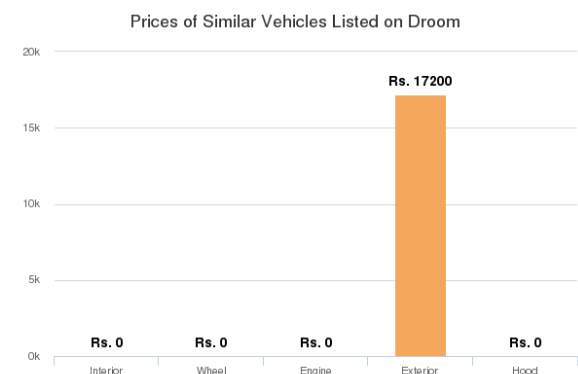 Prices of Similar Vehicles Listed on Droom
20k
Rs. 17200
15k
10k
5k
Rs. 0 Rs. 0 Rs. 0 Rs. 0
0k
Interior Wheel Engine Exterior Hood